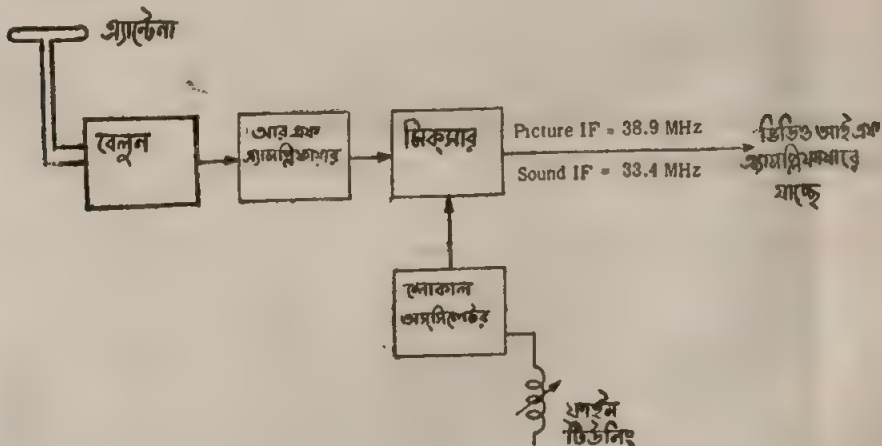 এ্যান্টেনা
বেলুন
আর এফ
এ্যামপ্লিফায়ার
মিক্সার
Picture IF = 38.9 MHz
Sound IF = 33.4 MHz
ভিডিও আই এফ
এ্যামপ্লিফায়ারে
যাচ্ছে
লোকাল
অস্সিলেটর
ফাইন
টিউনিং